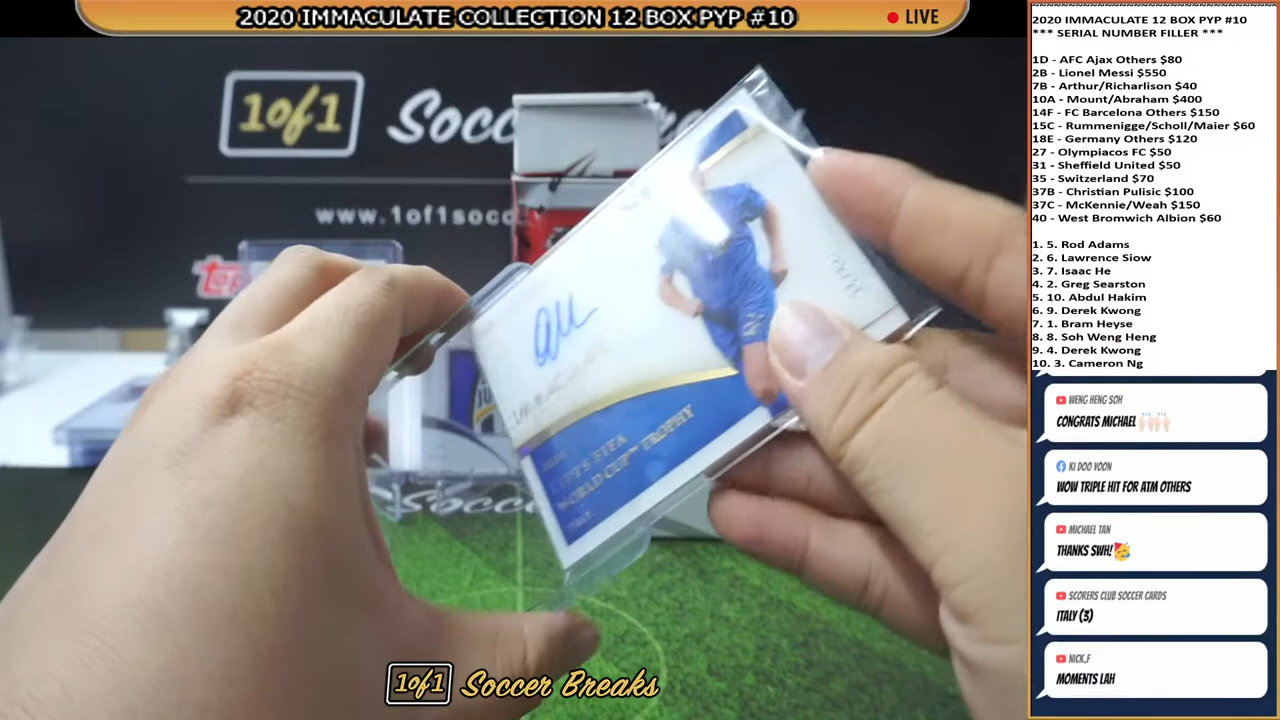 2020 IMMACULATE COLLECTION 12 BOX PYP #10
LIVE
1of1
Socc
www.1of1socc
topp
LIFTS FIFA
WORLD CUP™ TROPHY
ITALY
Socce
1of1 Soccer Breaks
2020 IMMACULATE 12 BOX PYP #10
*** SERIAL NUMBER FILLER ***
1D - AFC Ajax Others $80
2B - Lionel Messi $550
7B - Arthur/Richarlison $40
10A - Mount/Abraham $400
14F - FC Barcelona Others $150
15C - Rummenigge/Scholl/Maier $60
18E - Germany Others $120
27 - Olympiacos FC $50
31 - Sheffield United $50
35 - Switzerland $70
37B - Christian Pulisic $100
37C - McKennie/Weah $150
40 - West Bromwich Albion $60
1. 5. Rod Adams
2. 6. Lawrence Siow
3. 7. Isaac He
4. 2. Greg Searston
5. 10. Abdul Hakim
6. 9. Derek Kwong
7. 1. Bram Heyse
8. 8. Soh Weng Heng
9. 4. Derek Kwong
10. 3. Cameron Ng
WENG HENG SOH
CONGRATS MICHAEL
KI DOO YOON
WOW TRIPLE HIT FOR ATM OTHERS
MICHAEL TAN
THANKS SWH!
SCORERS CLUB SOCCER CARDS
ITALY (3)
NICK.F
MOMENTS LAH